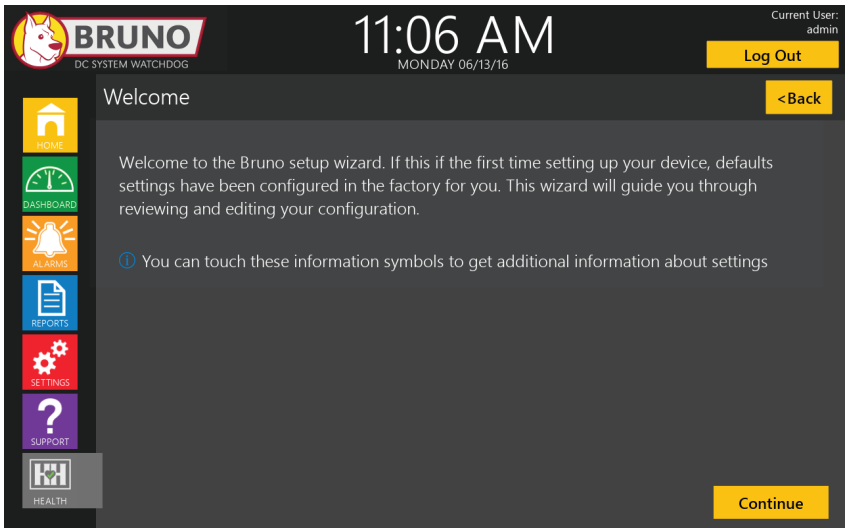 BRUNO
DC SYSTEM WATCHDOG
11:06 AM
MONDAY 06/13/16
Current User:
admin
Log Out
Welcome
<Back
HOME
DASHBOARD
ALARMS
REPORTS
SETTINGS
SUPPORT
HEALTH
Welcome to the Bruno setup wizard. If this if the first time setting up your device, defaults
settings have been configured in the factory for you. This wizard will guide you through
reviewing and editing your configuration.
You can touch these information symbols to get additional information about settings
Continue